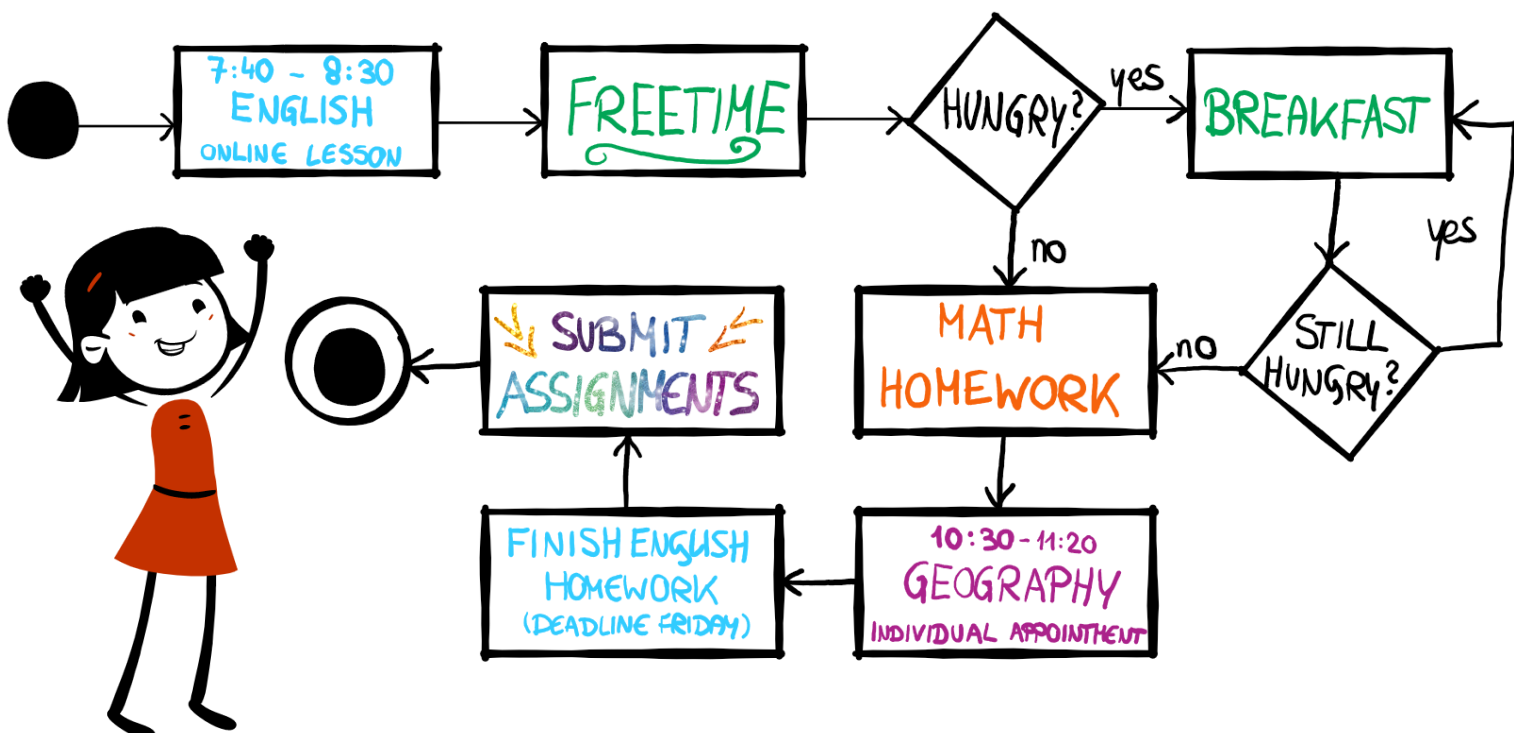 7:40 - 8:30
ENGLISH
ONLINE LESSON
FREETIME
HUNGRY?
yes
BREAKFAST
no
yes
STILL
HUNGRY?
no
MATH
HOMEWORK
10:30 - 11:20
GEOGRAPHY
INDIVIDUAL APPOINTMENT
FINISH ENGLISH
HOMEWORK
(DEADLINE FRIDAY)
SUBMIT
ASSIGNMENTS